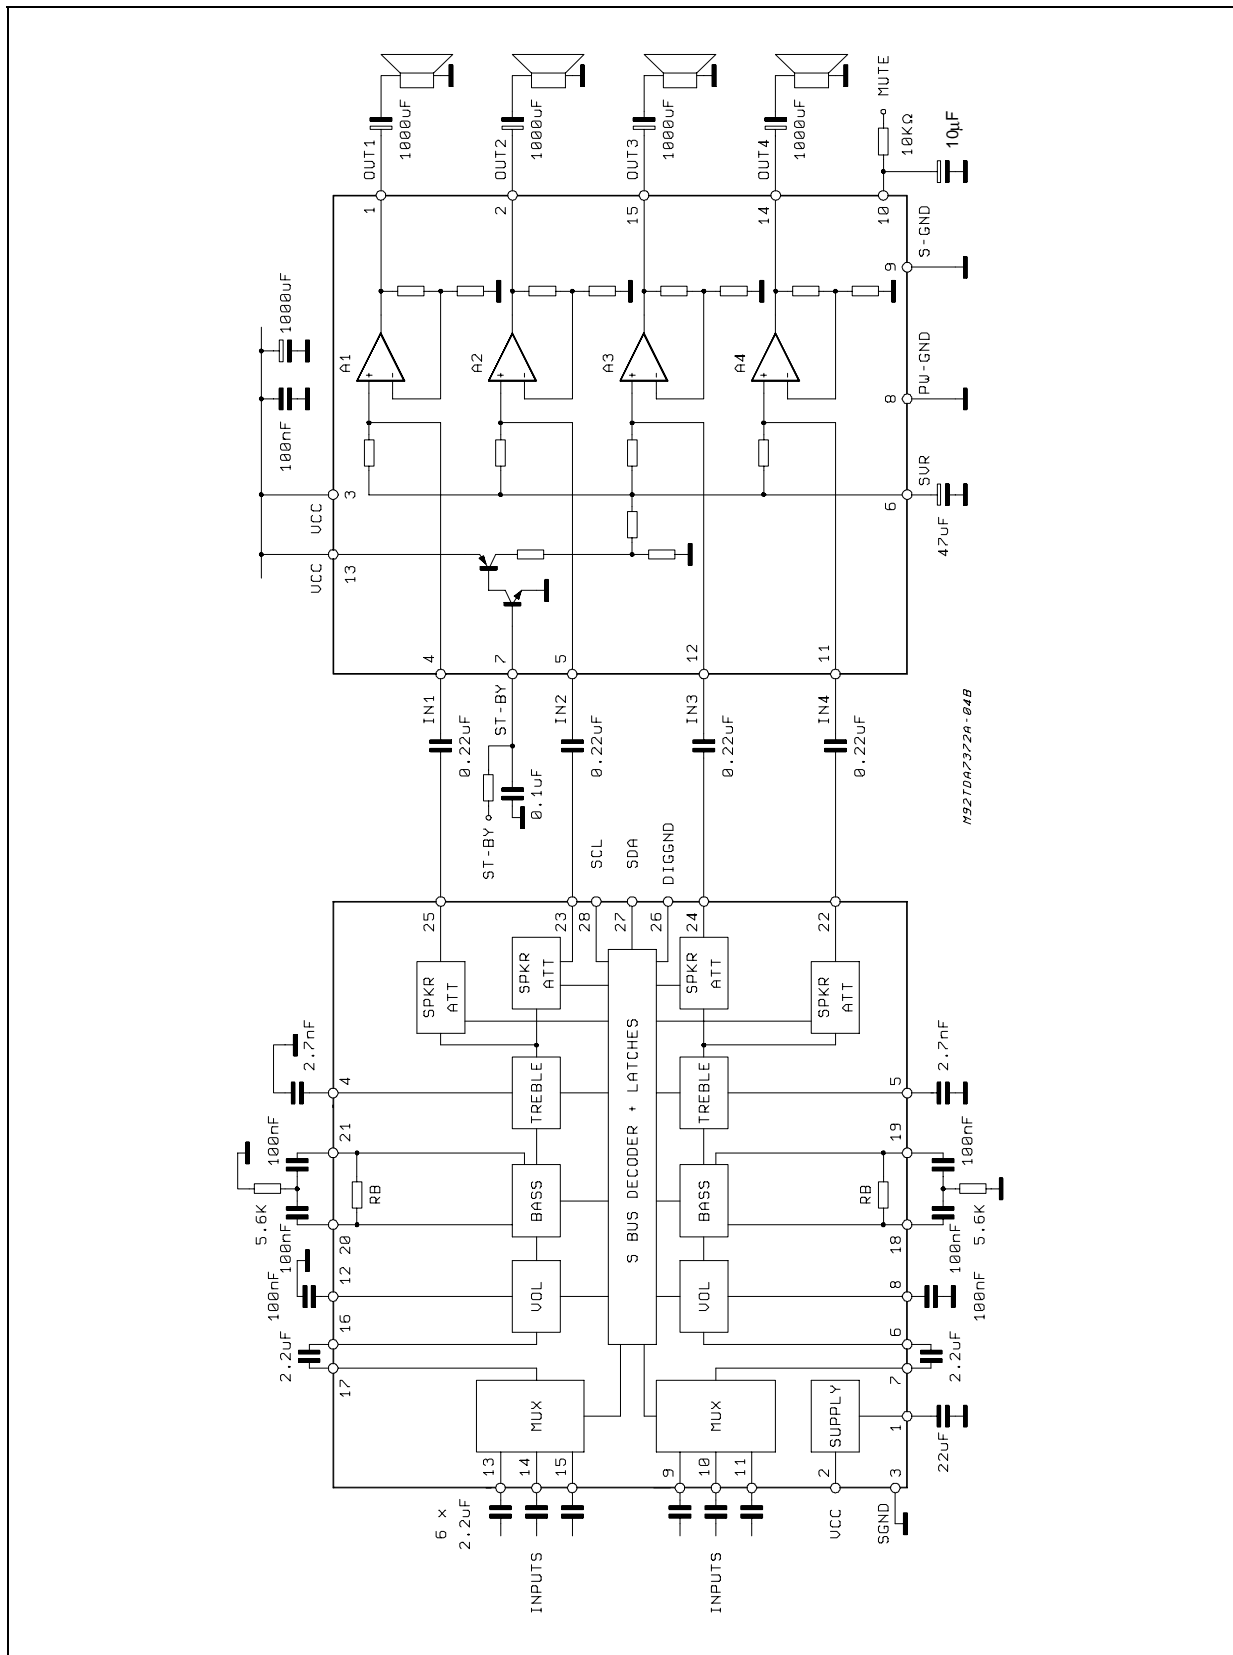 6 x
2.2uF
INPUTS
INPUTS
13
14
15
9
10
11
MUX
MUX
SUPPLY
2
VCC
3
SGND
1
22uF
17
2.2uF
16
12
100nF
VOL
VOL
7
2.2uF
6
8
100nF
20
100nF
5.6K
21
100nF
RB
BASS
BASS
RB
18
100nF
5.6K
19
100nF
4
2.7nF
TREBLE
TREBLE
5
2.7nF
S BUS DECODER + LATCHES
SPKR
ATT
SPKR
ATT
SPKR
ATT
SPKR
ATT
25
23
28
27
26
24
22
SCL
SDA
DIGGND
ST-BY
0.1uF
ST-BY
IN1
0.22uF
IN2
0.22uF
IN3
0.22uF
IN4
0.22uF
4
7
5
12
11
VCC
13
VCC
3
100nF
1000uF
A1
+
-
A2
+
-
A3
+
-
A4
+
-
6
SVR
47uF
8
PW-GND
9
S-GND
10
10KΩ
MUTE
10µF
1
OUT1
1000uF
2
OUT2
1000uF
15
OUT3
1000uF
14
OUT4
1000uF
M92TDA7372A-04B